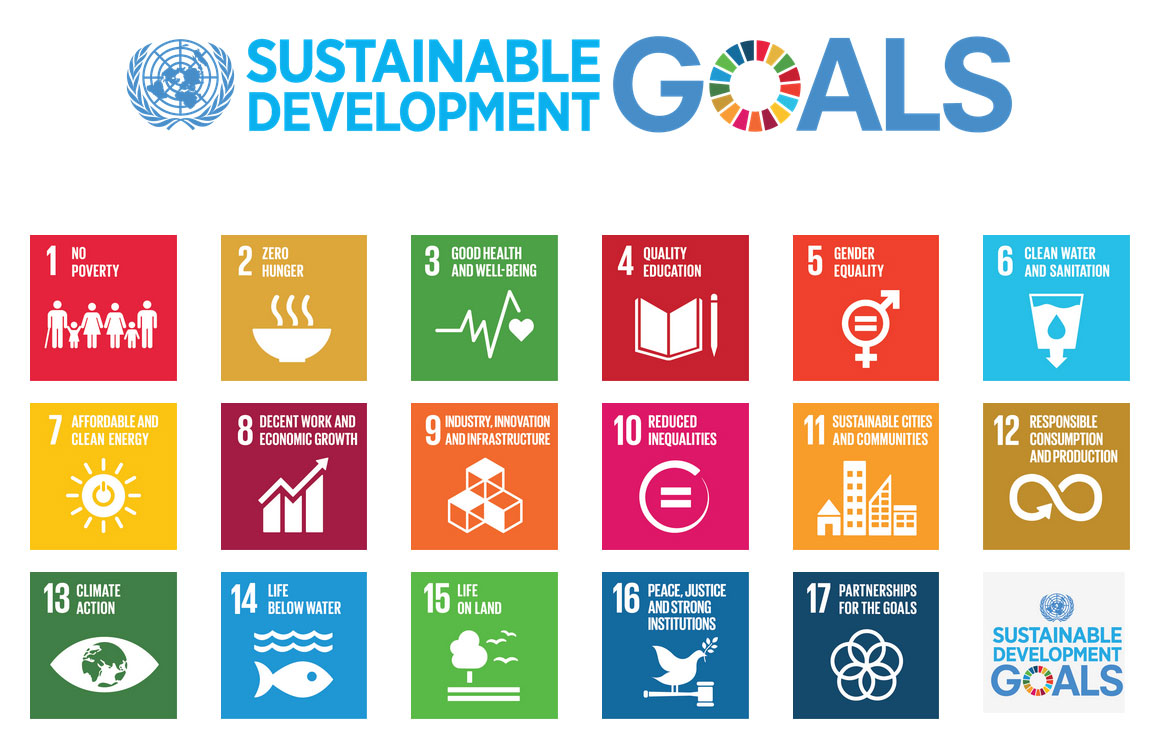 SUSTAINABLE
DEVELOPMENT
GOALS
1 NO
POVERTY
2 ZERO
HUNGER
3 GOOD HEALTH
AND WELL-BEING
4 QUALITY
EDUCATION
5 GENDER
EQUALITY
6 CLEAN WATER
AND SANITATION
7 AFFORDABLE AND
CLEAN ENERGY
8 DECENT WORK AND
ECONOMIC GROWTH
9 INDUSTRY, INNOVATION
AND INFRASTRUCTURE
10 REDUCED
INEQUALITIES
11 SUSTAINABLE CITIES
AND COMMUNITIES
12 RESPONSIBLE
CONSUMPTION
AND PRODUCTION
13 CLIMATE
ACTION
14 LIFE
BELOW WATER
15 LIFE
ON LAND
16 PEACE, JUSTICE
AND STRONG
INSTITUTIONS
17 PARTNERSHIPS
FOR THE GOALS
SUSTAINABLE
DEVELOPMENT
GOALS